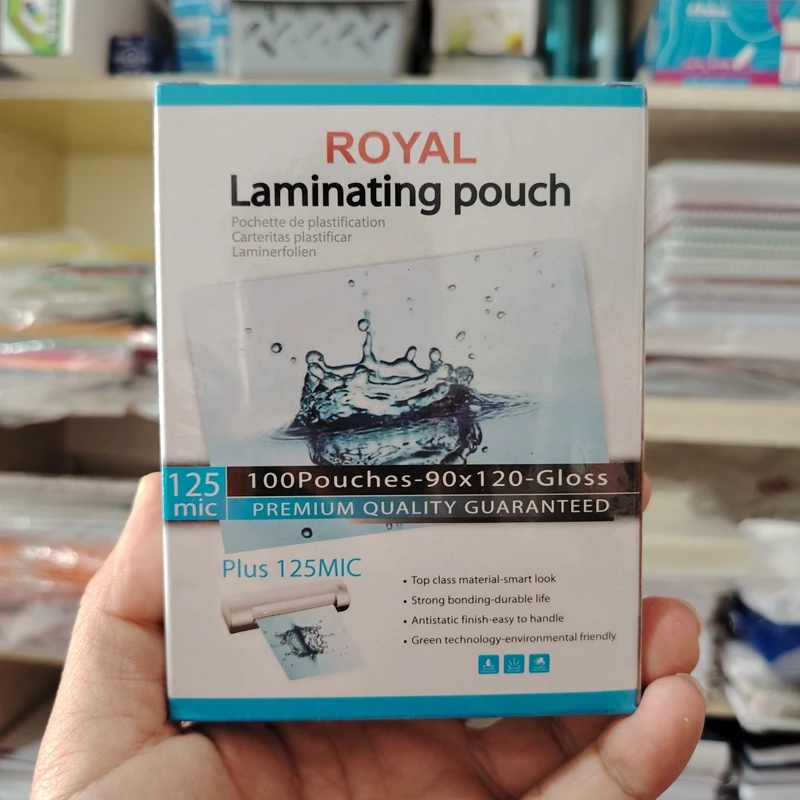 ROYAL
Laminating pouch
Pochette de plastification
Carteritas plastificar
Laminerfolien
125 mic
100Pouches-90x120-Gloss
PREMIUM QUALITY GUARANTEED
Plus 125MIC
• Top class material-smart look
• Strong bonding-durable life
• Antistatic finish-easy to handle
• Green technology-environmental friendly